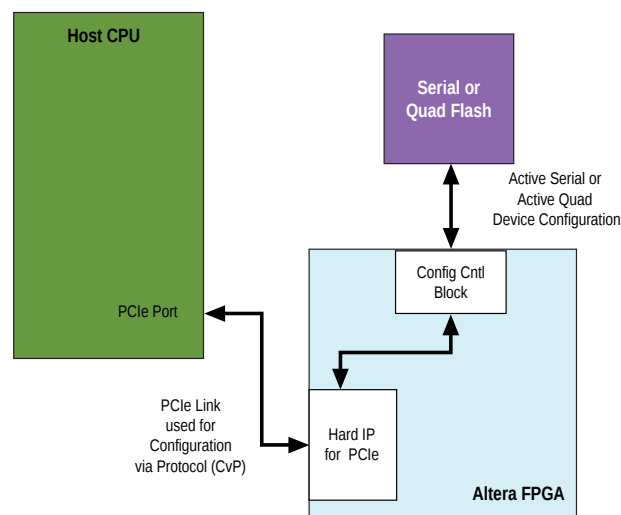 Host CPU
Serial or
Quad Flash
Active Serial or
Active Quad
Device Configuration
Config Cntl
Block
PCIe Port
PCIe Link
used for
Configuration
via Protocol (CvP)
Hard IP
for PCIe
Altera FPGA